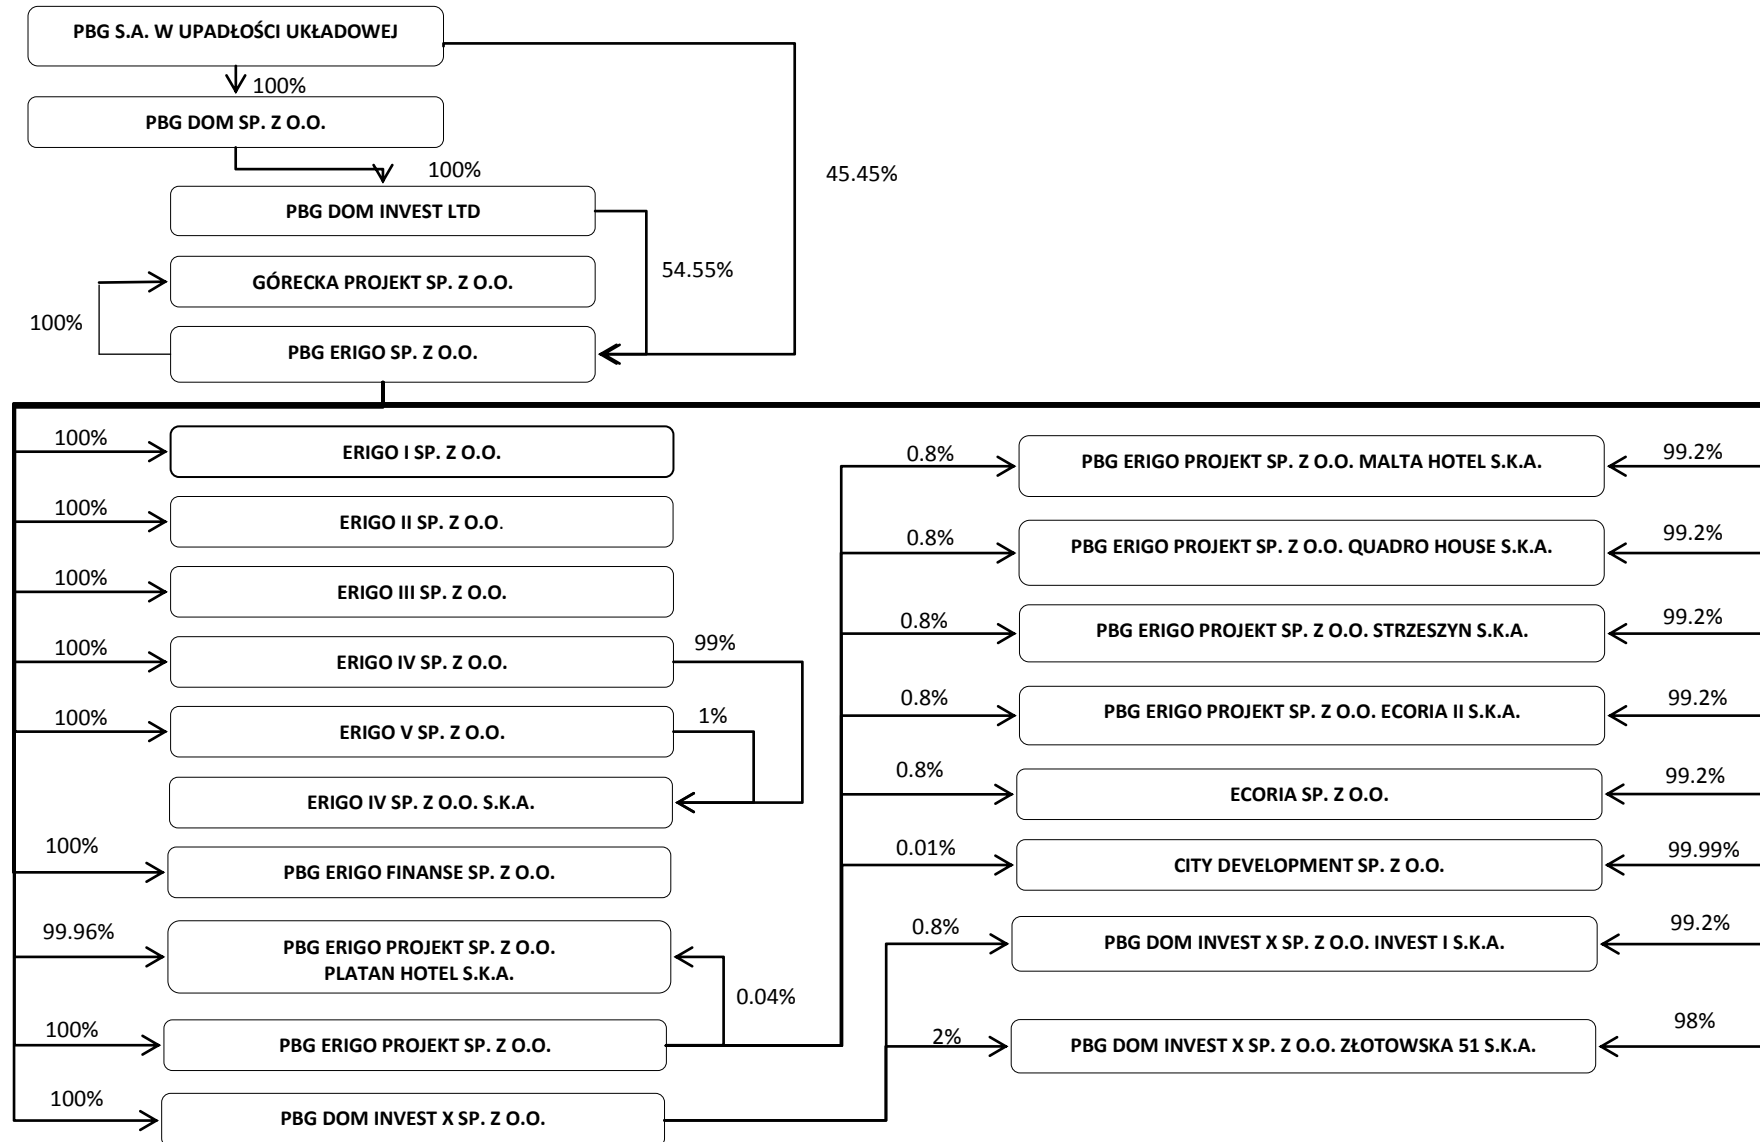 PBG S.A. W UPADŁOŚCI UKŁADOWEJ
100%
PBG DOM SP. Z O.O.
100%
45.45%
PBG DOM INVEST LTD
54.55%
GÓRECKA PROJEKT SP. Z O.O.
100%
PBG ERIGO SP. Z O.O.
100%
ERIGO I SP. Z O.O.
100%
ERIGO II SP. Z O.O.
100%
ERIGO III SP. Z O.O.
100%
ERIGO IV SP. Z O.O.
99%
100%
ERIGO V SP. Z O.O.
1%
ERIGO IV SP. Z O.O. S.K.A.
100%
PBG ERIGO FINANSE SP. Z O.O.
99.96%
PBG ERIGO PROJEKT SP. Z O.O.
PLATAN HOTEL S.K.A.
0.04%
100%
PBG ERIGO PROJEKT SP. Z O.O.
100%
PBG DOM INVEST X SP. Z O.O.
0.8%
PBG ERIGO PROJEKT SP. Z O.O. MALTA HOTEL S.K.A.
99.2%
0.8%
PBG ERIGO PROJEKT SP. Z O.O. QUADRO HOUSE S.K.A.
99.2%
0.8%
PBG ERIGO PROJEKT SP. Z O.O. STRZESZYN S.K.A.
99.2%
0.8%
PBG ERIGO PROJEKT SP. Z O.O. ECORIA II S.K.A.
99.2%
0.8%
ECORIA SP. Z O.O.
99.2%
0.01%
CITY DEVELOPMENT SP. Z O.O.
99.99%
0.8%
PBG DOM INVEST X SP. Z O.O. INVEST I S.K.A.
99.2%
2%
PBG DOM INVEST X SP. Z O.O. ZŁOTOWSKA 51 S.K.A.
98%